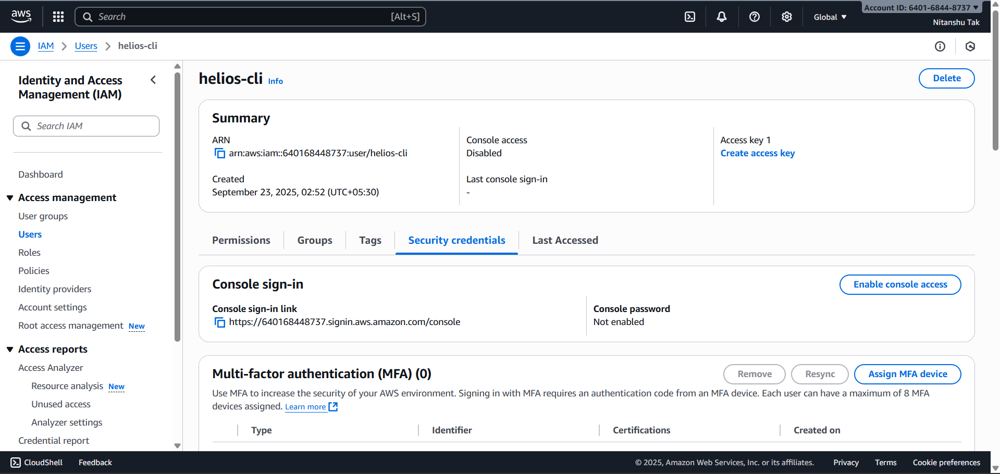 aws
Search
[Alt+S]
Global
Account ID: 6401-6844-8737
Nitanshu Tak
IAM
Users
helios-cli
Identity and Access
Management (IAM)
Search IAM
Dashboard
Access management
User groups
Users
Roles
Policies
Identity providers
Account settings
Root access management New
Access reports
Access Analyzer
Resource analysis New
Unused access
Analyzer settings
Credential report
helios-cli Info
Delete
Summary
ARN
arn:aws:iam::640168448737:user/helios-cli
Created
September 23, 2025, 02:52 (UTC+05:30)
Console access
Disabled
Last console sign-in
-
Access key 1
Create access key
Permissions
Groups
Tags
Security credentials
Last Accessed
Console sign-in
Enable console access
Console sign-in link
https://640168448737.signin.aws.amazon.com/console
Console password
Not enabled
Multi-factor authentication (MFA) (0)
Remove
Resync
Assign MFA device
Use MFA to increase the security of your AWS environment. Signing in with MFA requires an authentication code from an MFA device. Each user can have a maximum of 8 MFA
devices assigned. Learn more
Type
Identifier
Certifications
Created on
CloudShell
Feedback
© 2025, Amazon Web Services, Inc. or its affiliates.
Privacy
Terms
Cookie preferences